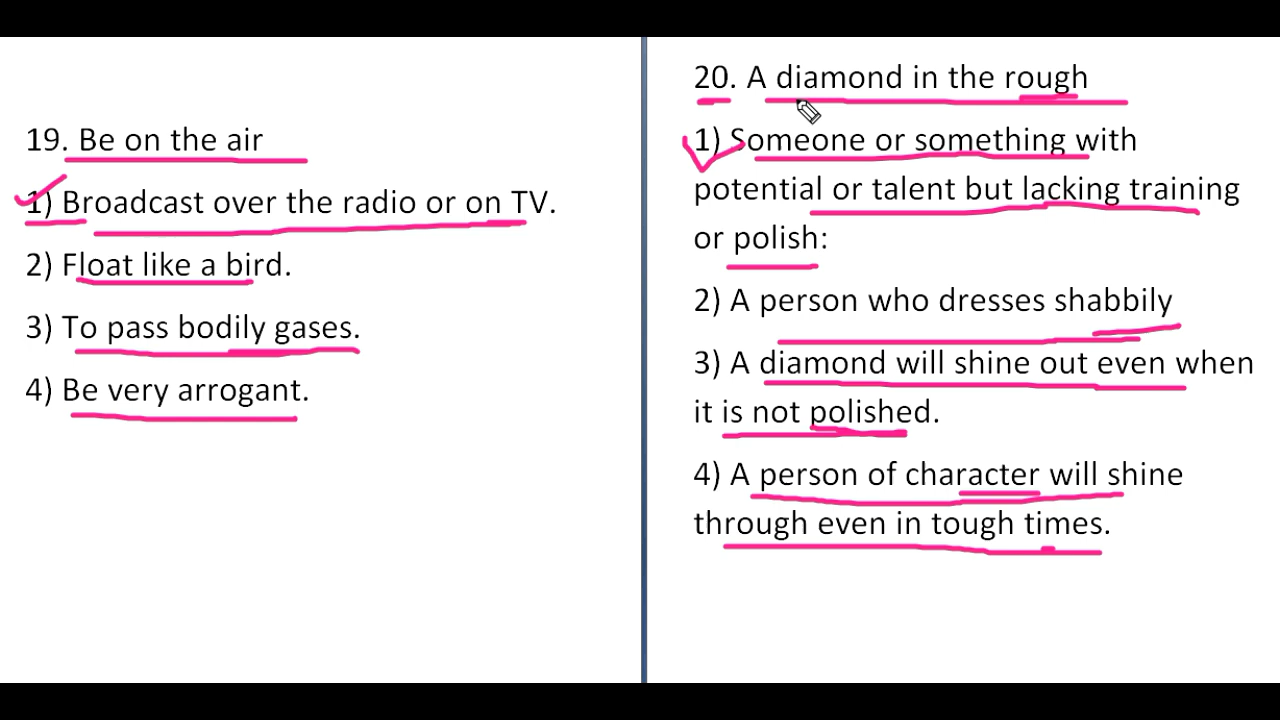 19. Be on the air
1) Broadcast over the radio or on TV.
2) Float like a bird.
3) To pass bodily gases.
4) Be very arrogant.
20. A diamond in the rough
1) Someone or something with
potential or talent but lacking training
or polish:
2) A person who dresses shabbily
3) A diamond will shine out even when
it is not polished.
4) A person of character will shine
through even in tough times.